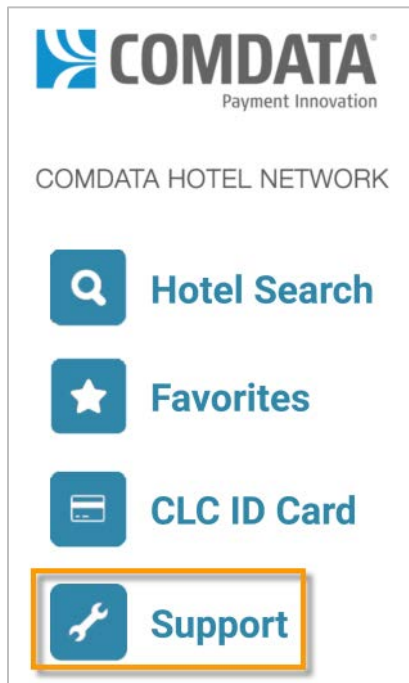 COMDATA
Payment Innovation
COMDATA HOTEL NETWORK
Hotel Search
Favorites
CLC ID Card
Support